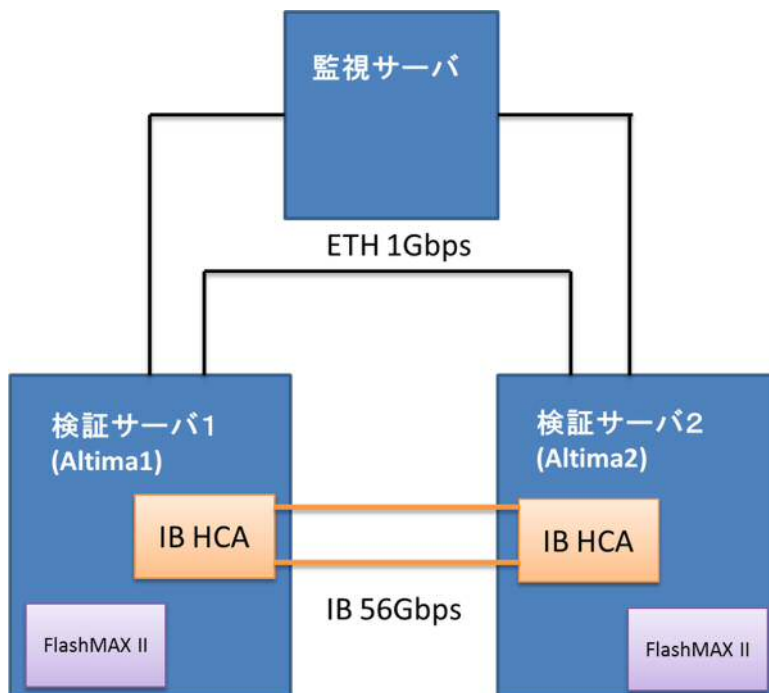 監視サーバ
ETH 1Gbps
検証サーバ1
(Altima1)
検証サーバ2
(Altima2)
IB HCA
IB HCA
IB 56Gbps
FlashMAX II
FlashMAX II